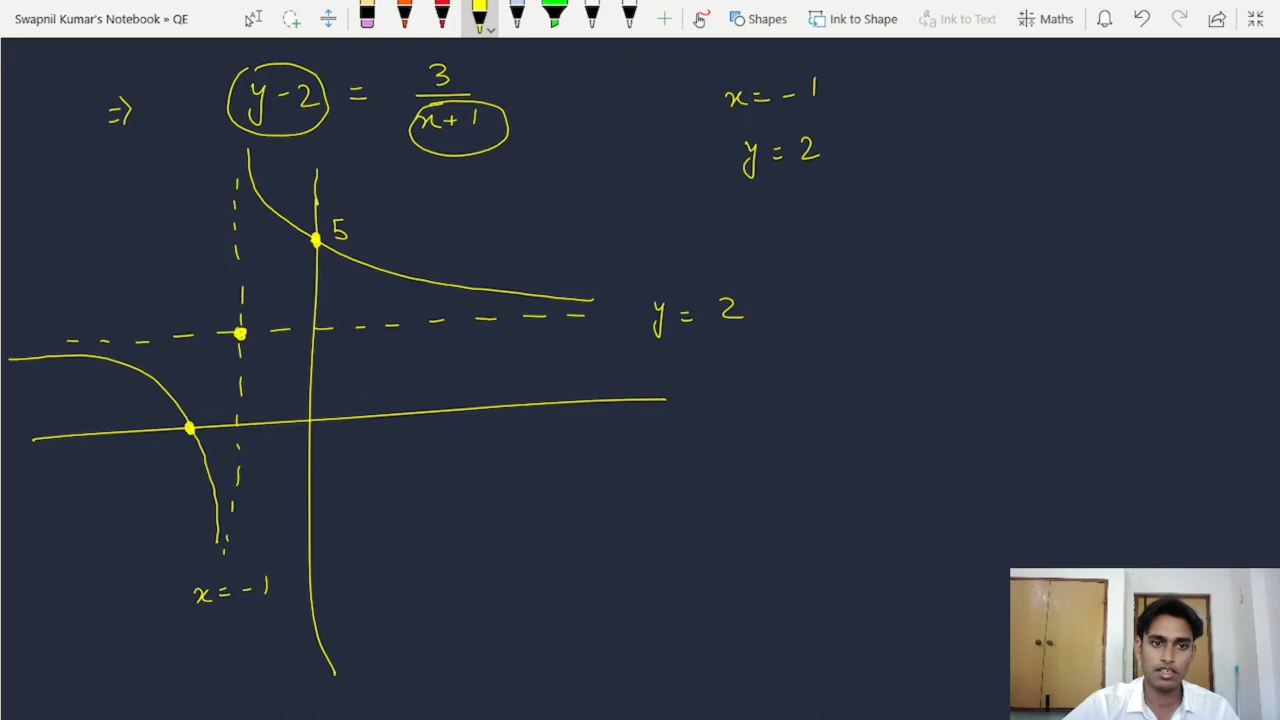 Swapnil Kumar's Notebook » QE
Shapes
Ink to Shape
Ink to Text
Maths
⇒ y - 2 = 3 / x + 1
x = - 1
y = 2
5
y = 2
x = - 1